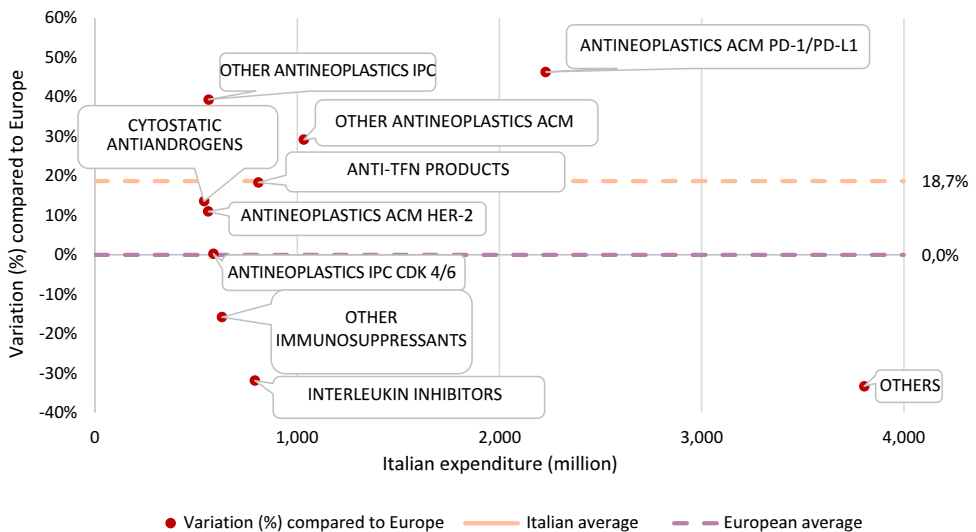 Variation (%) compared to Europe
60%
50%
40%
30%
20%
10%
0%
-10%
-20%
-30%
-40%
ANTINEOPLASTICS ACM PD-1/PD-L1
OTHER ANTINEOPLASTICS IPC
CYTOSTATIC
ANTIANDROGENS
OTHER ANTINEOPLASTICS ACM
ANTI-TFN PRODUCTS
18,7%
ANTINEOPLASTICS ACM HER-2
0,0%
ANTINEOPLASTICS IPC CDK 4/6
OTHER
IMMUNOSUPPRESSANTS
INTERLEUKIN INHIBITORS
OTHERS
0 1,000 2,000 3,000 4,000
Italian expenditure (million)
Variation (%) compared to Europe Italian average European average